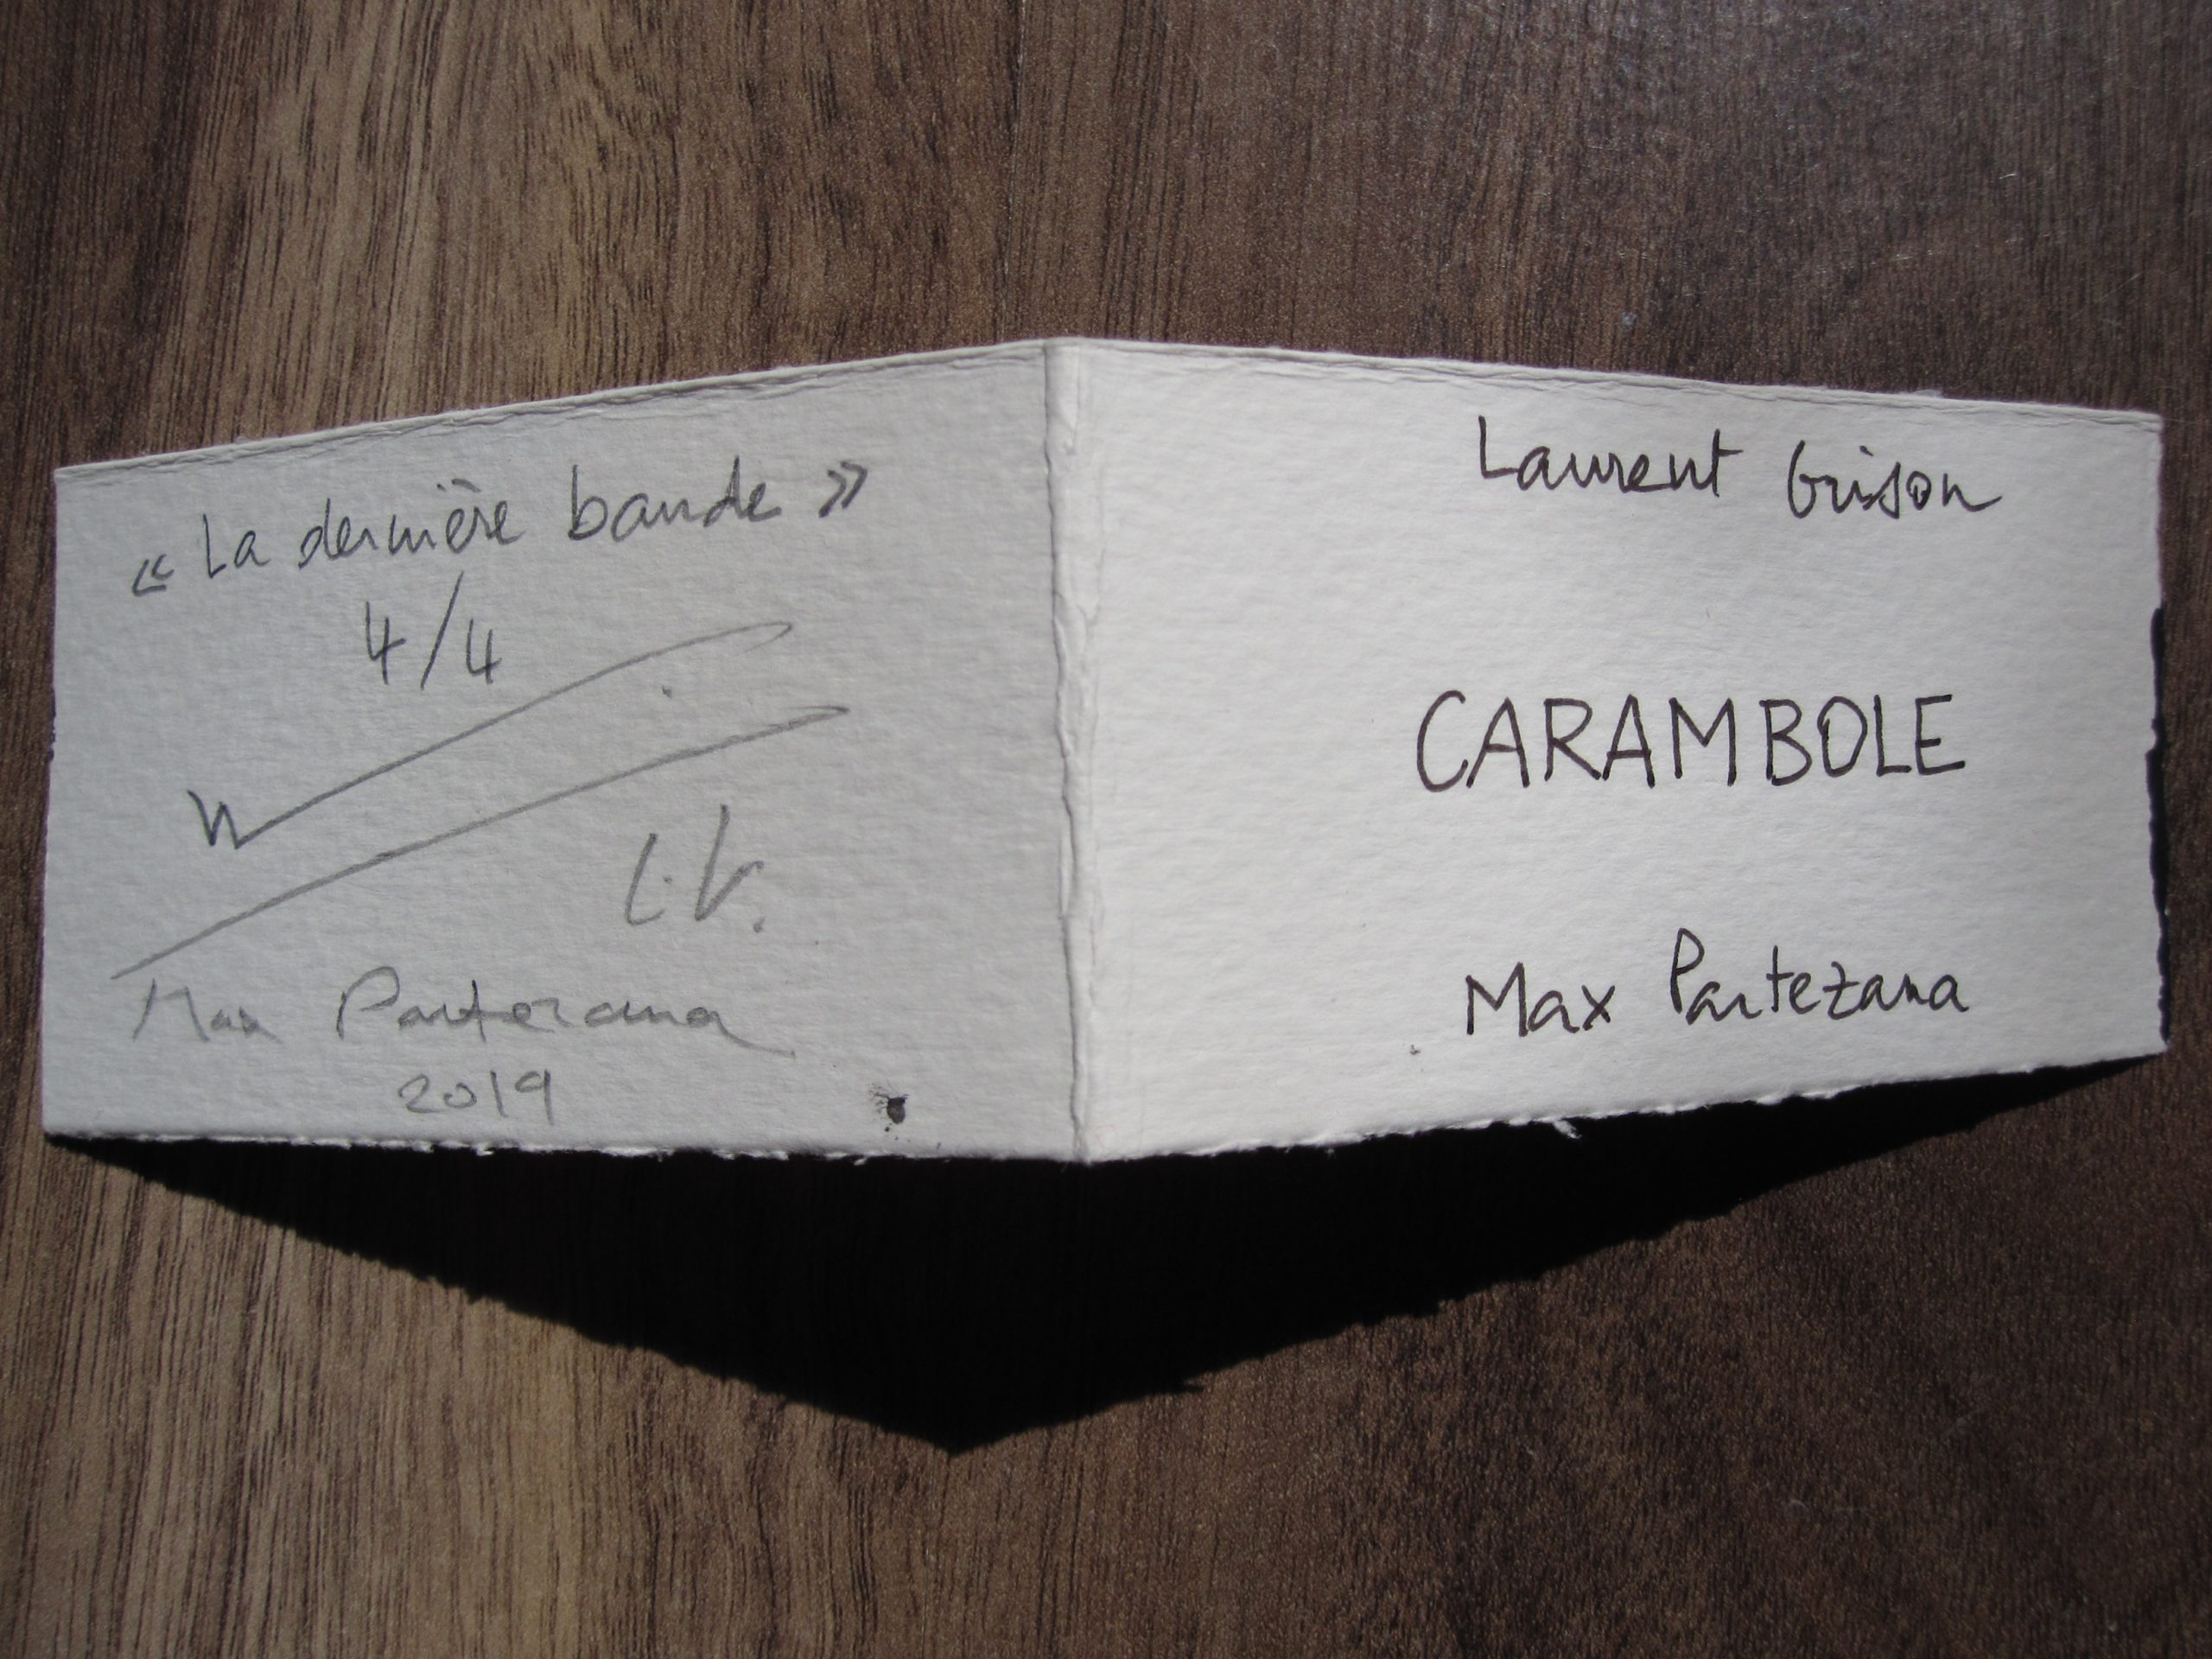 « La dernière bande »
4/4
L.V.
Max Partezana
2019
Laurent Grison
CARAMBOLE
Max Partezana